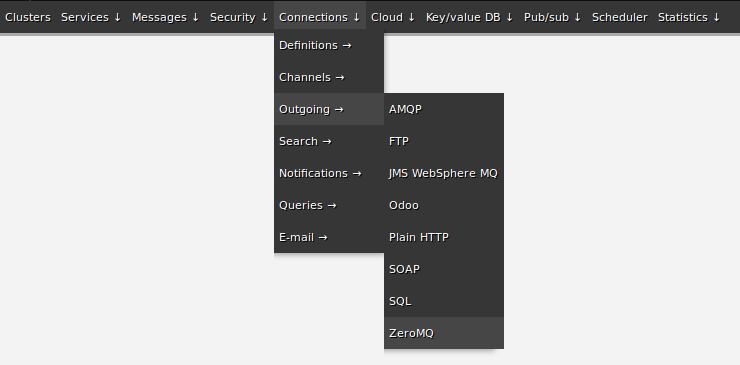 Clusters Services ↓ Messages ↓ Security ↓ Connections ↓ Cloud ↓ Key/value DB ↓ Pub/sub ↓ Scheduler Statistics ↓
Definitions →
Channels →
Outgoing →
Search →
Notifications →
Queries →
E-mail →
AMQP
FTP
JMS WebSphere MQ
Odoo
Plain HTTP
SOAP
SQL
ZeroMQ